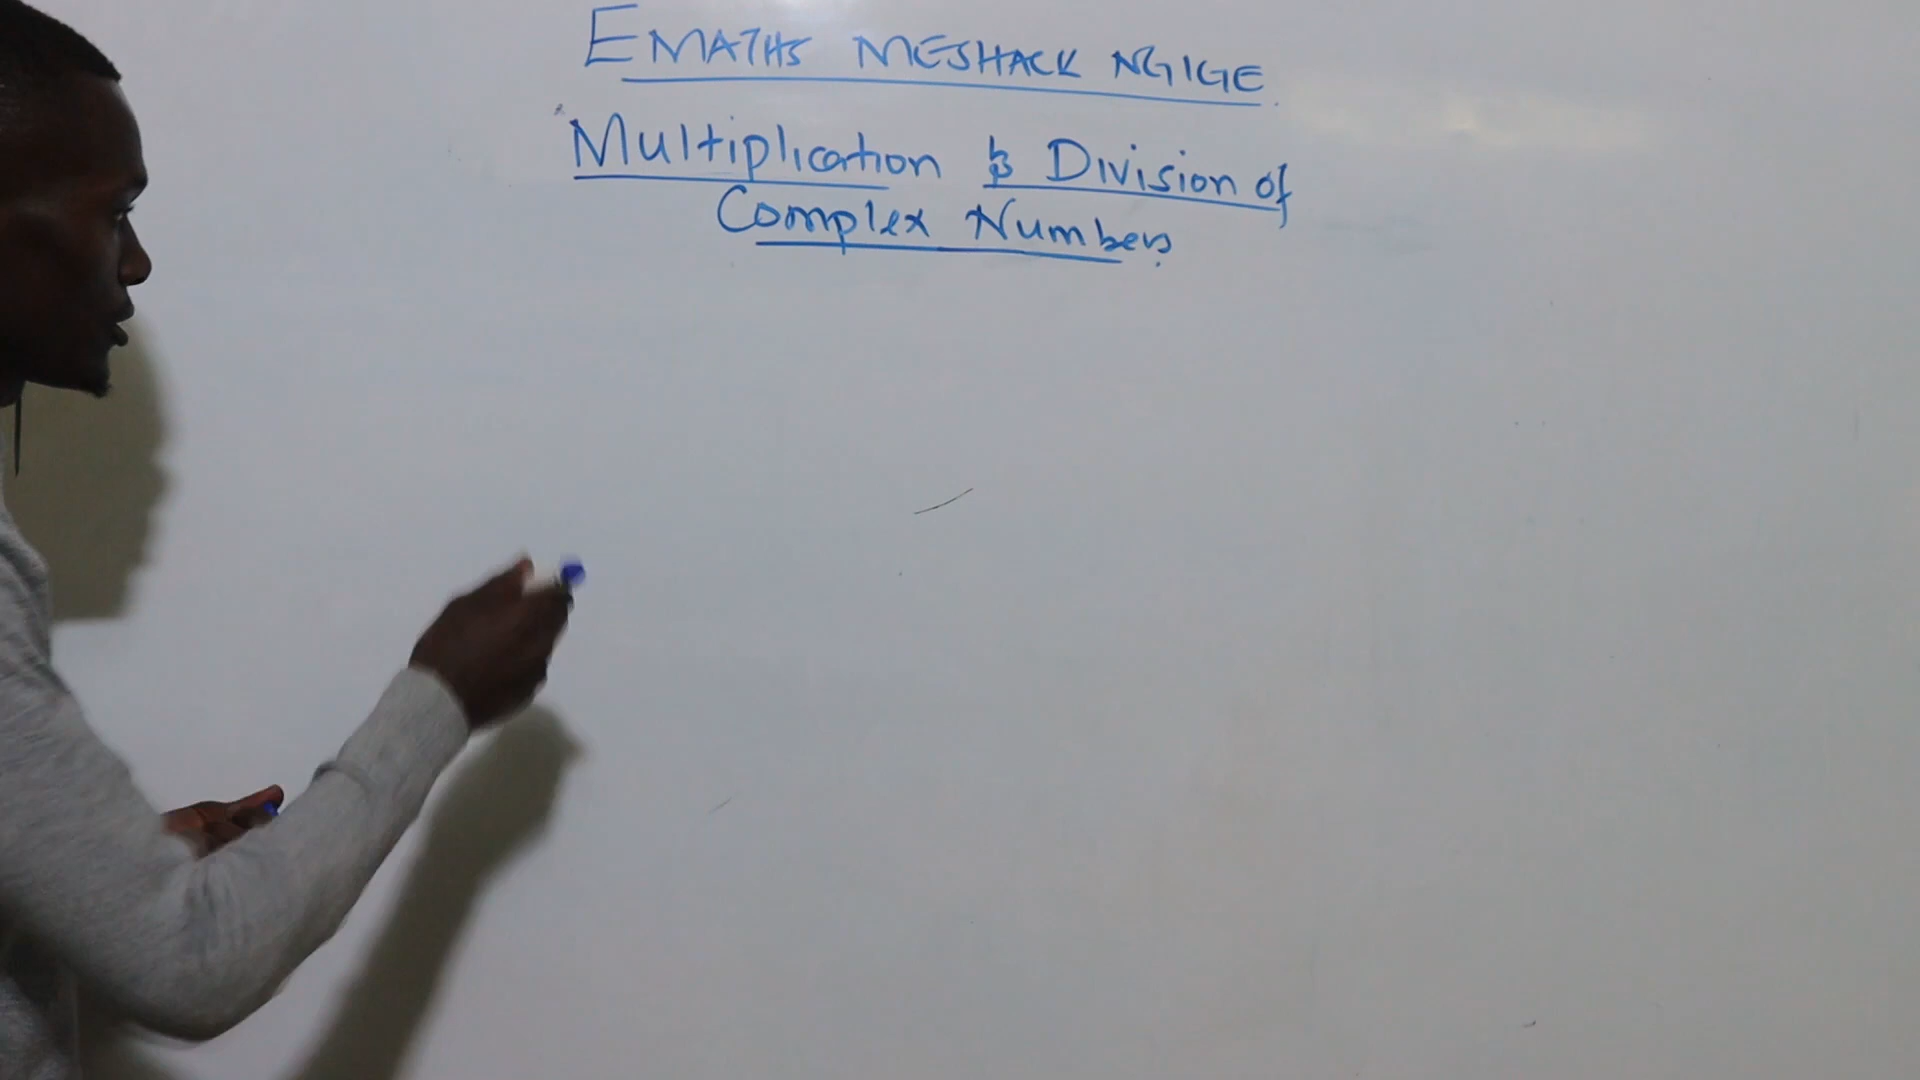 EMATHS MESHACK NGIGE
Multiplication & Division of
Complex Numbers